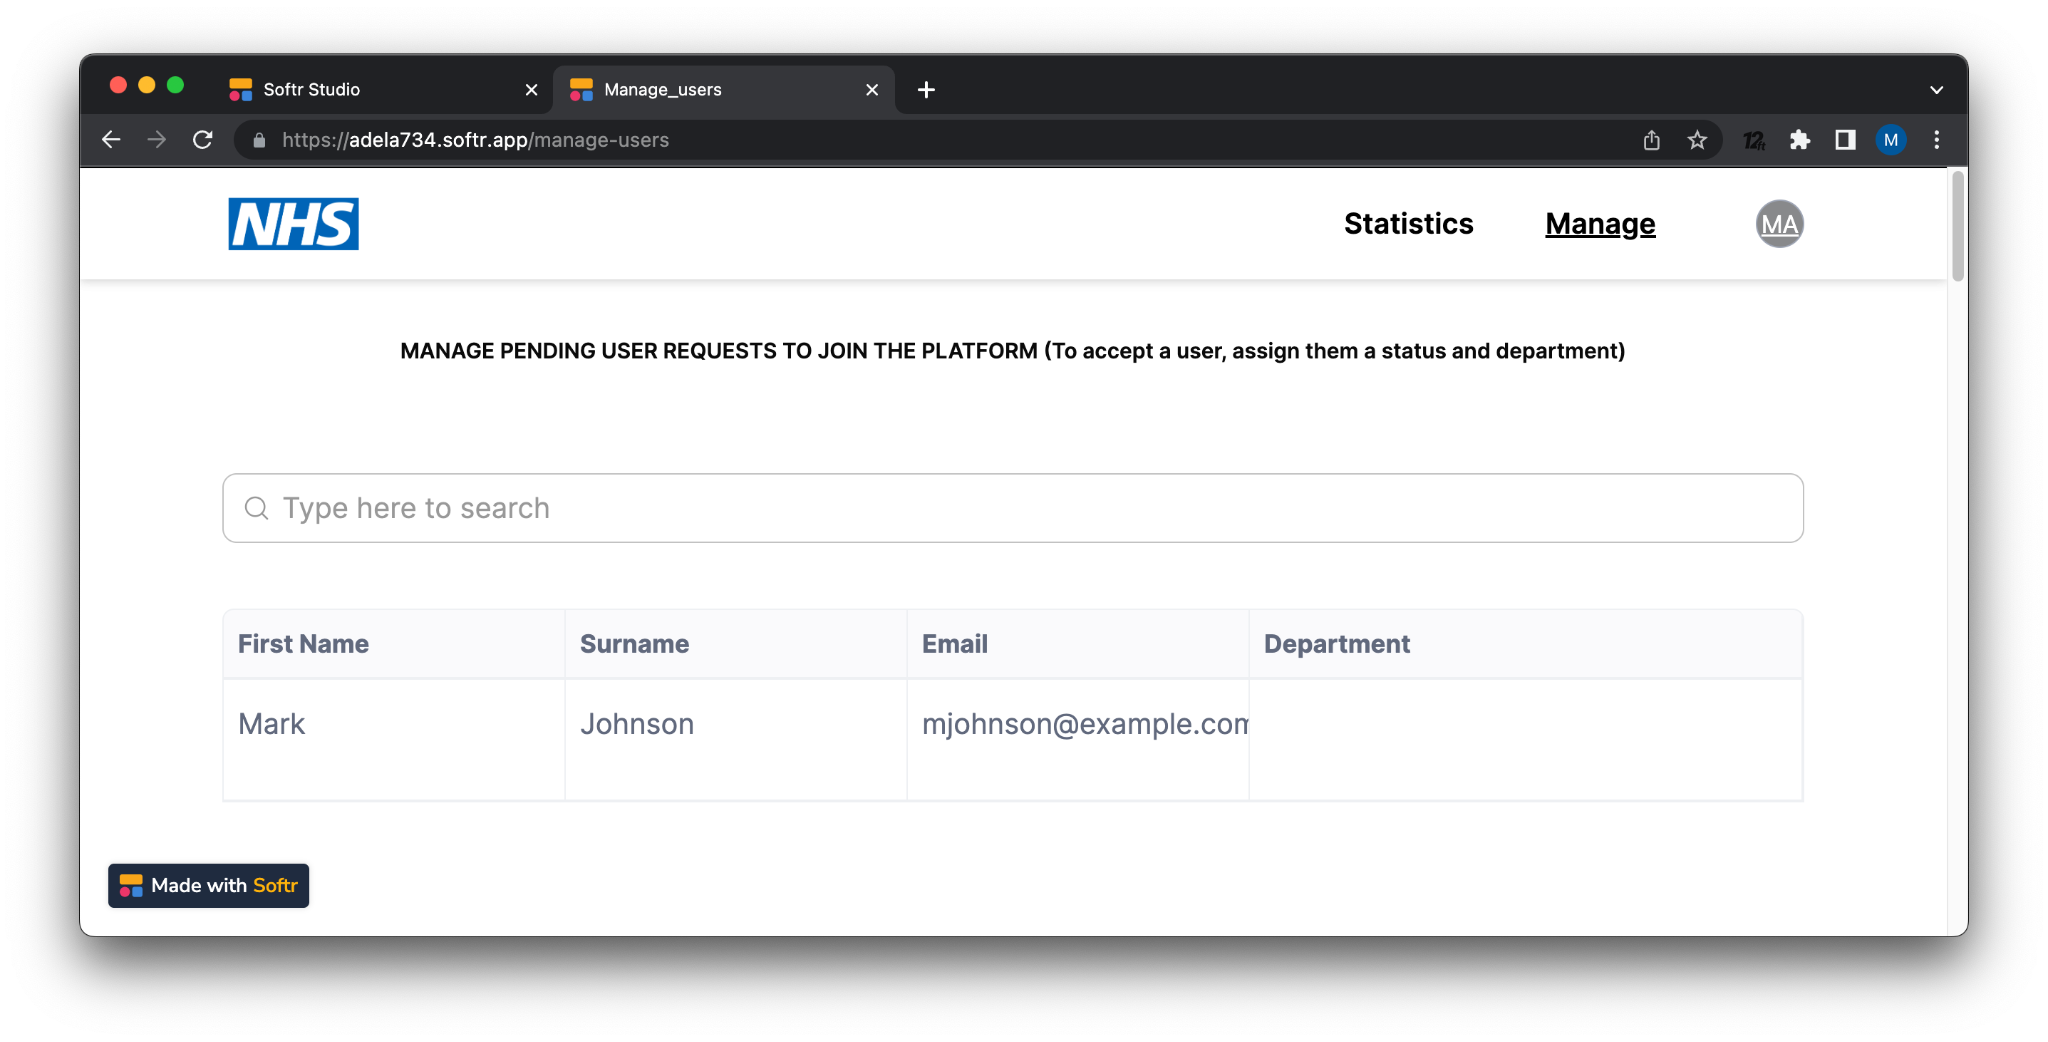 Softr Studio
Manage_users
https://adela734.softr.app/manage-users
12ft
M
NHS
Statistics
Manage
MA
MANAGE PENDING USER REQUESTS TO JOIN THE PLATFORM (To accept a user, assign them a status and department)
Type here to search
First Name Surname Email Department
Mark Johnson mjohnson@example.com
Made with Softr